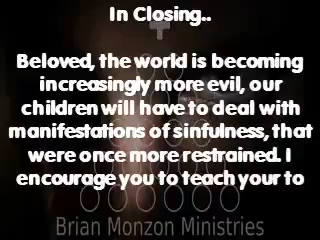 In Closing..
Beloved, the world is becoming
increasingly more evil, our
children will have to deal with
manifestations of sinfulness, that
were once more restrained. I
encourage you to teach your to
Brian Monzon Ministries